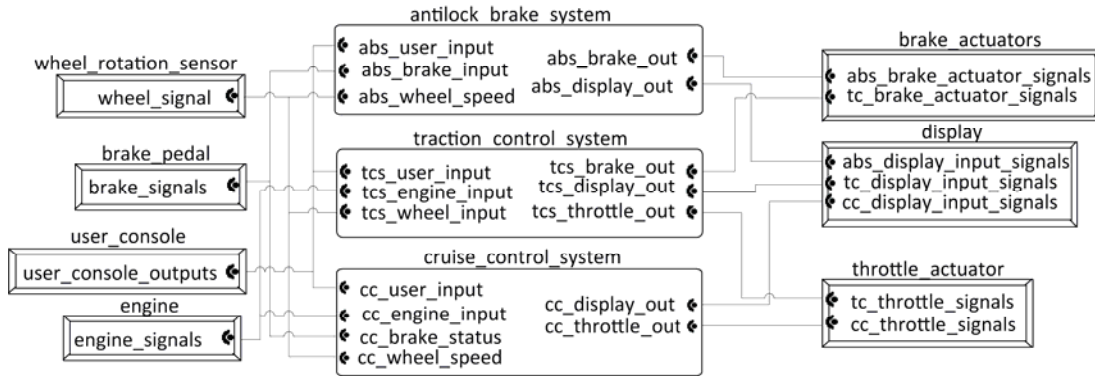 wheel_rotation_sensor
wheel_signal
brake_pedal
brake_signals
user_console
user_console_outputs
engine
engine_signals
antilock_brake_system
abs_user_input
abs_brake_input
abs_wheel_speed
abs_brake_out
abs_display_out
traction_control_system
tcs_user_input
tcs_engine_input
tcs_wheel_input
tcs_brake_out
tcs_display_out
tcs_throttle_out
cruise_control_system
cc_user_input
cc_engine_input
cc_brake_status
cc_wheel_speed
cc_display_out
cc_throttle_out
brake_actuators
abs_brake_actuator_signals
tc_brake_actuator_signals
display
abs_display_input_signals
tc_display_input_signals
cc_display_input_signals
throttle_actuator
tc_throttle_signals
cc_throttle_signals